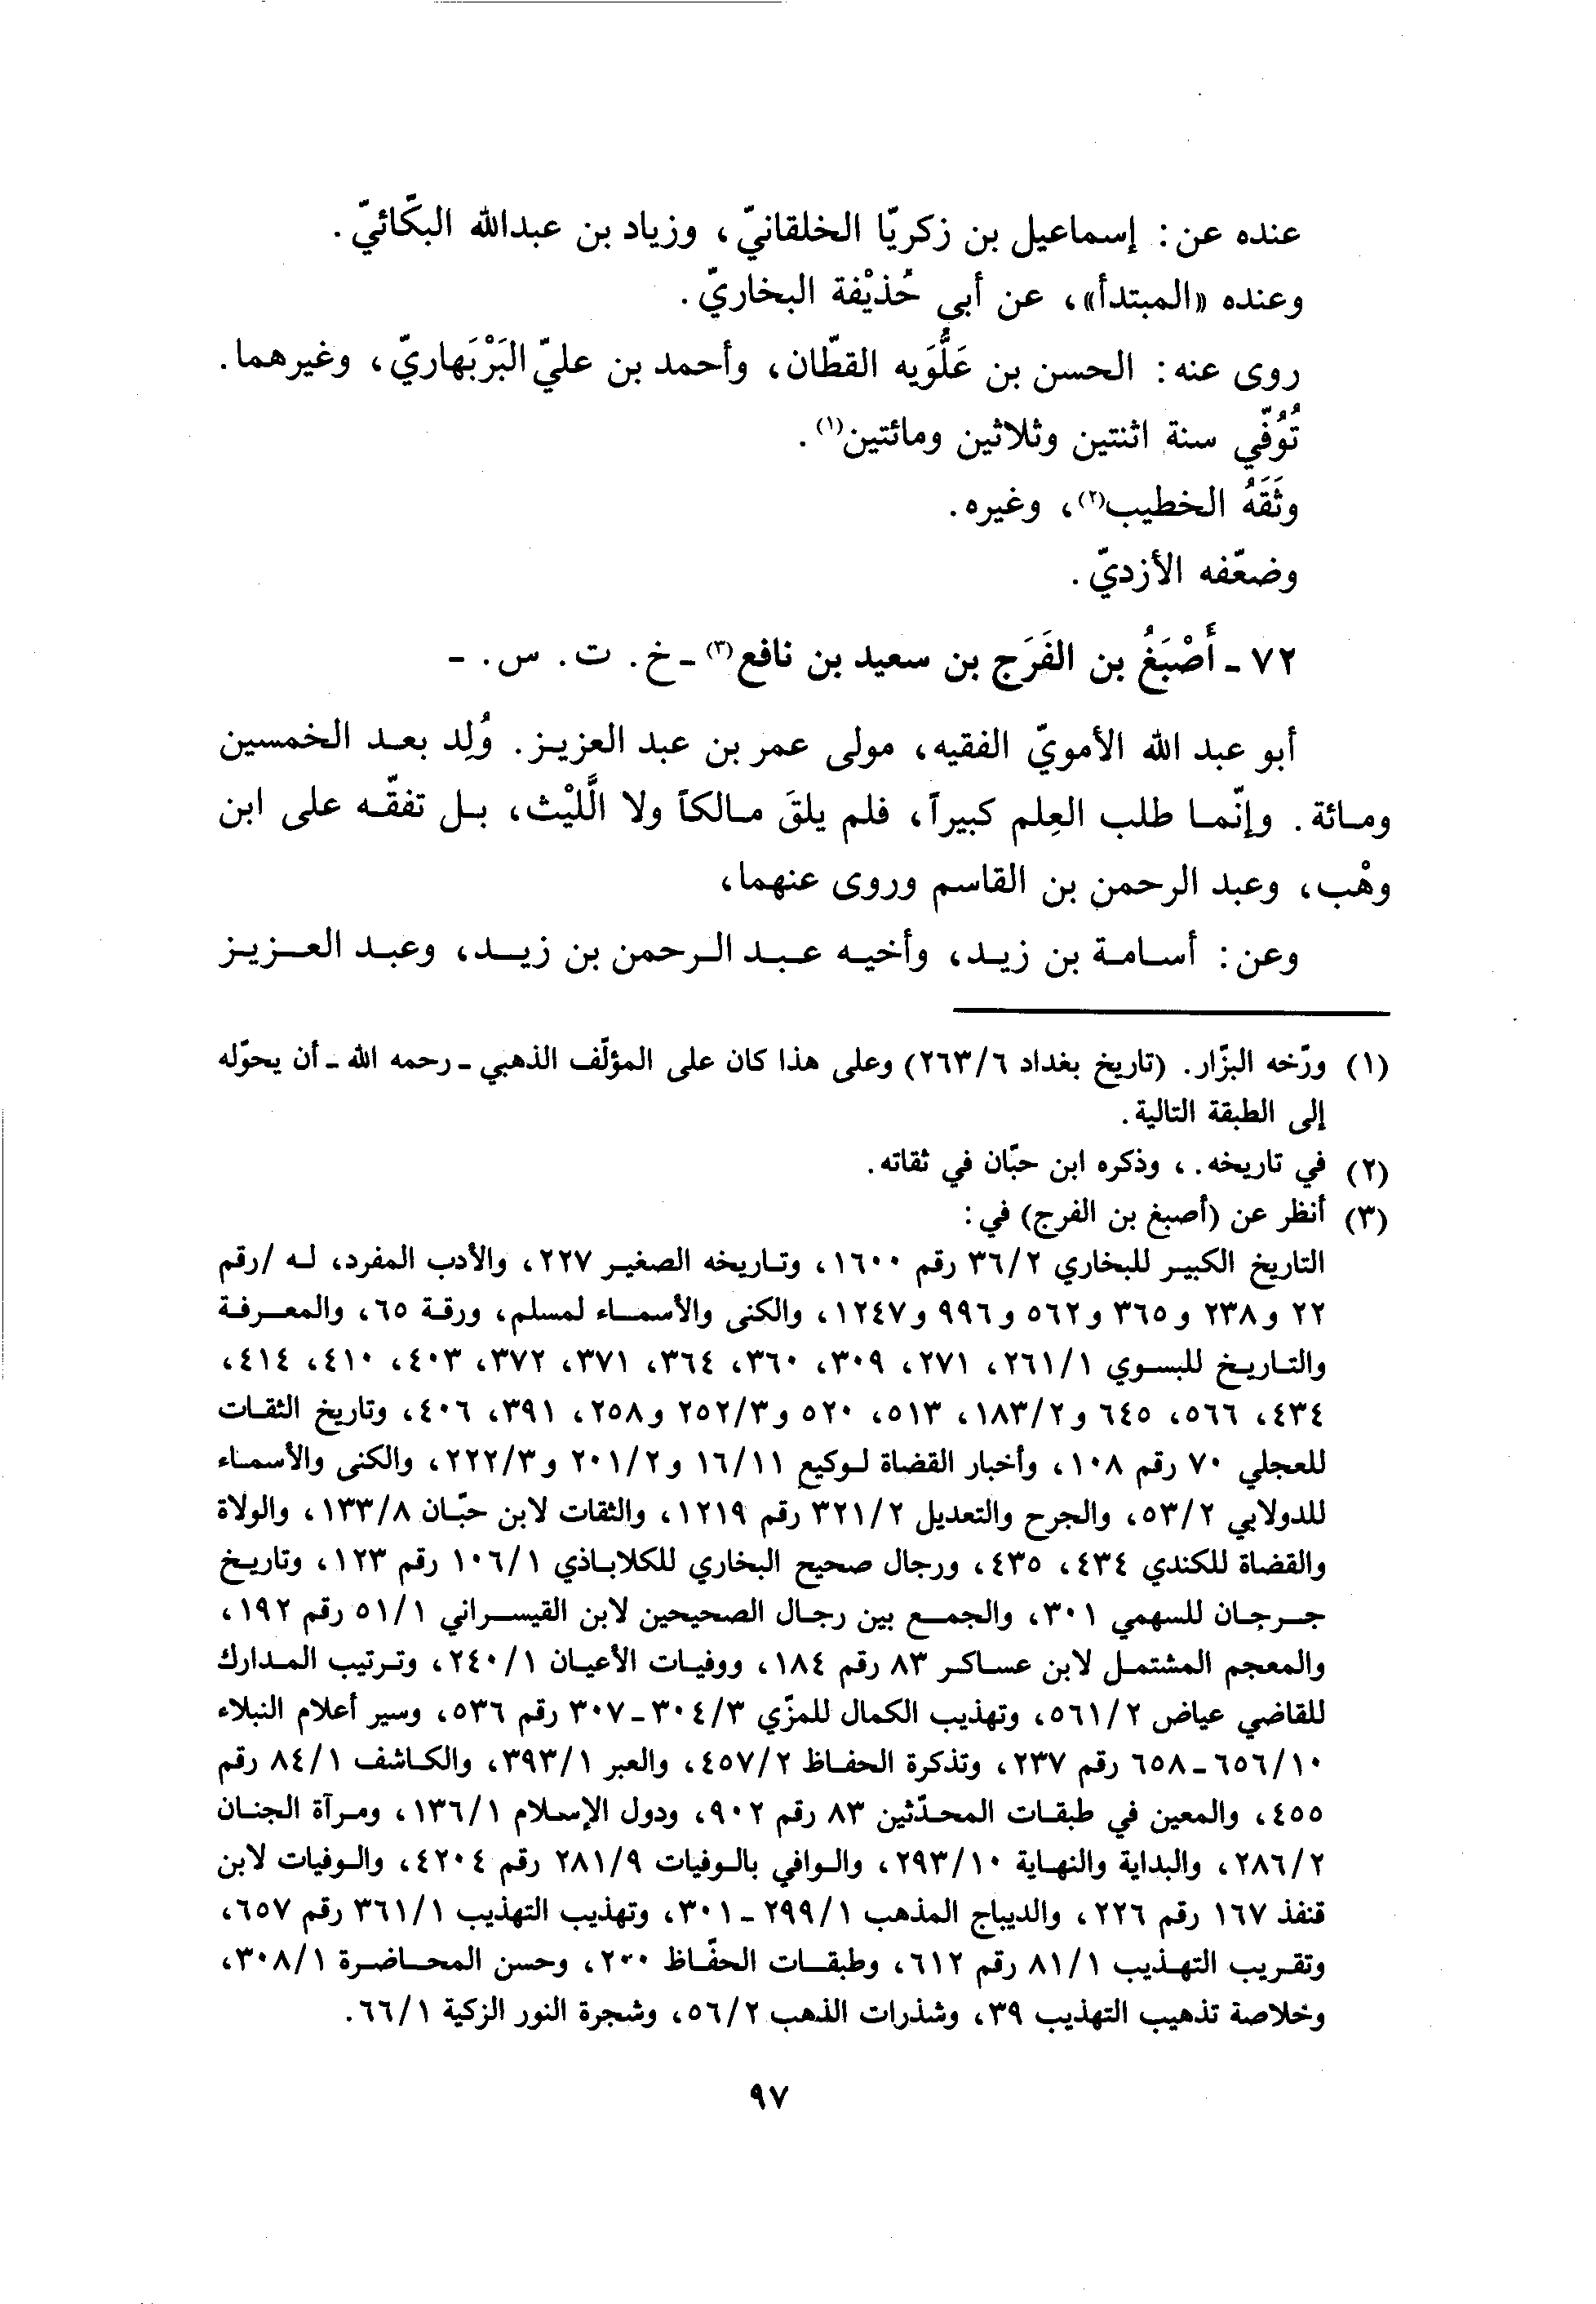 عنده عن: إسماعيل بن زكريّا الخلقانيّ، وزياد بن عبدالله البكّائيّ.
وعنده «المبتدأ»، عن أبي حُذيْفة البخاريّ.
روى عنه: الحسن بن عَلُّوَيه القطّان، وأحمد بن عليّ البَرْبَهاريّ، وغيرهما.
تُوُفّي سنة اثنتين وثلاثين ومائتين(١).
وثَقَهُ الخطيب(٢)، وغيره.
وضعّفه الأزديّ.
٧٢ - أَصْبَغُ بن الفَرَج بن سعيد بن نافع(٣) - خ. ت. س. -
أبو عبد الله الأمويّ الفقيه، مولى عمر بن عبد العزيز. وُلِد بعد الخمسين
ومائة. وإنّما طلب العِلم كبيراً، فلم يلقَ مالكاً ولا الَّليْث، بل تفقّه على ابن
وهْب، وعبد الرحمن بن القاسم وروى عنهما،
وعن: أسامة بن زيد، وأخيه عبد الرحمن بن زيد، وعبد العزيز
(١) ورّخه البزّار. (تاريخ بغداد ٢٦٣/٦) وعلى هذا كان على المؤلّف الذهبي - رحمه الله - أن يحوّله
إلى الطبقة التالية.
(٢) في تاريخه. ، وذكره ابن حبّان في ثقاته.
(٣) أنظر عن (أصبغ بن الفرج) في:
التاريخ الكبير للبخاري ٣٦/٢ رقم ١٦٠٠، وتاريخه الصغير ٢٢٧، والأدب المفرد، له /رقم
٢٢ و٢٣٨ و٣٦٥ و٥٦٢ و٩٩٦ و١٢٤٧، والكنى والأسماء لمسلم، ورقة ٦٥، والمعرفة
والتاريخ للبسوي ٢٦١/١، ٢٧١، ٣٠٩، ٣٦٠، ٣٦٤، ٣٧١، ٣٧٢، ٤٠٣، ٤١٠، ٤١٤،
٤٣٤، ٥٦٦، ٦٤٥ و١٨٣/٢، ٥١٣، ٥٢٠ و٢٥٢/٣ و٢٥٨، ٣٩١، ٤٠٦، وتاريخ الثقات
للعجلي ٧٠ رقم ١٠٨، وأخبار القضاة لوكيع ١٦/١١ و٢٠١/٢ و٢٢٢/٣، والكنى والأسماء
للدولابي ٥٣/٢، والجرح والتعديل ٣٢١/٢ رقم ١٢١٩، والثقات لابن حبّان ١٣٣/٨، والولاة
والقضاة للكندي ٤٣٤، ٤٣٥، ورجال صحيح البخاري للكلاباذي ١٠٦/١ رقم ١٢٣، وتاريخ
جرجان للسهمي ٣٠١، والجمع بين رجال الصحيحين لابن القيسراني ٥١/١ رقم ١٩٢،
والمعجم المشتمل لابن عساكر ٨٣ رقم ١٨٤، ووفيات الأعيان ٢٤٠/١، وترتيب المدارك
للقاضي عياض ٥٦١/٢، وتهذيب الكمال للمزّي ٣٠٤/٣ - ٣٠٧ رقم ٥٣٦، وسير أعلام النبلاء
٦٥٦/١٠ - ٦٥٨ رقم ٢٣٧، وتذكرة الحفاظ ٤٥٧/٢، والعبر ٣٩٣/١، والكاشف ٨٤/١ رقم
٤٥٥، والمعين في طبقات المحدّثين ٨٣ رقم ٩٠٢، ودول الإسلام ١٣٦/١، ومرآة الجنان
٢٨٦/٢، والبداية والنهاية ٢٩٣/١٠، والوافي بالوفيات ٢٨١/٩ رقم ٤٢٠٤، والوفيات لابن
قنفذ ١٦٧ رقم ٢٢٦، والديباج المذهب ٢٩٩/١ - ٣٠١، وتهذيب التهذيب ٣٦١/١ رقم ٦٥٧،
وتقريب التهذيب ٨١/١ رقم ٦١٢، وطبقات الحفّاظ ٢٠٠، وحسن المحاضرة ٣٠٨/١،
وخلاصة تذهيب التهذيب ٣٩، وشذرات الذهب ٥٦/٢، وشجرة النور الزكية ٦٦/١.
٩٧